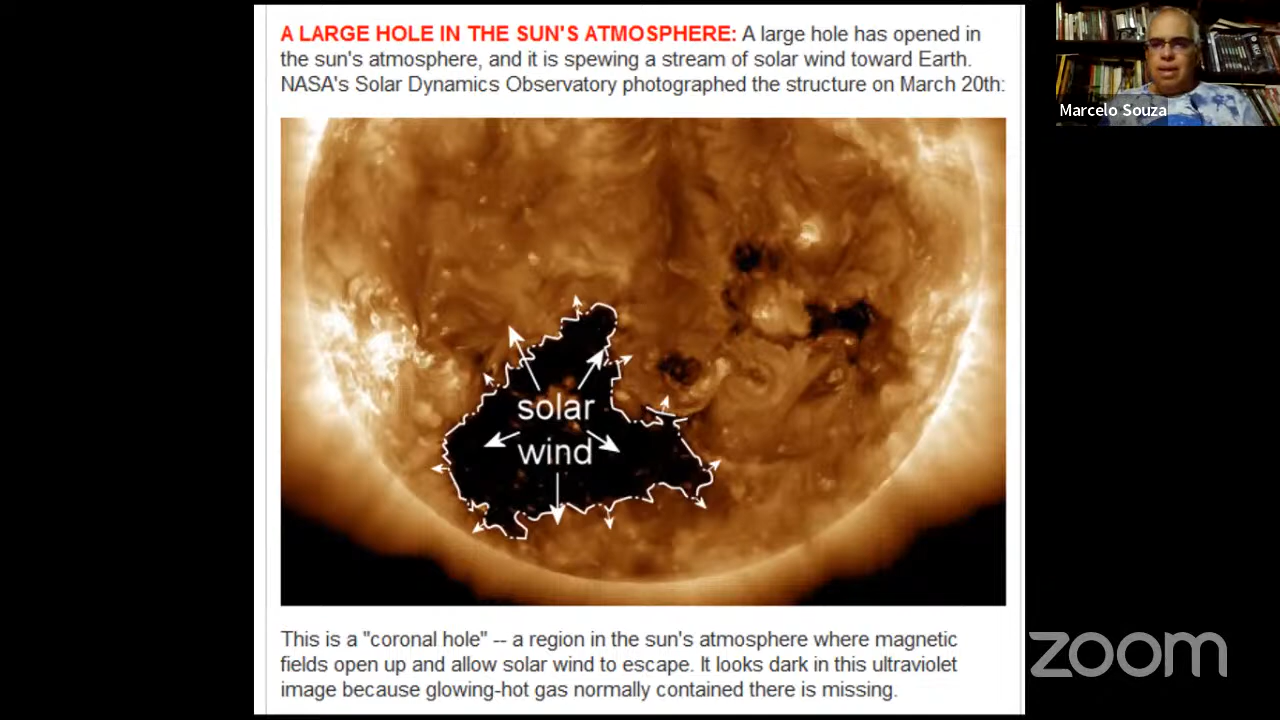 A LARGE HOLE IN THE SUN'S ATMOSPHERE: A large hole has opened in
the sun's atmosphere, and it is spewing a stream of solar wind toward Earth.
NASA's Solar Dynamics Observatory photographed the structure on March 20th:
Marcelo Souza
solar
wind
This is a "coronal hole" -- a region in the sun's atmosphere where magnetic
fields open up and allow solar wind to escape. It looks dark in this ultraviolet
image because glowing-hot gas normally contained there is missing.
zoom